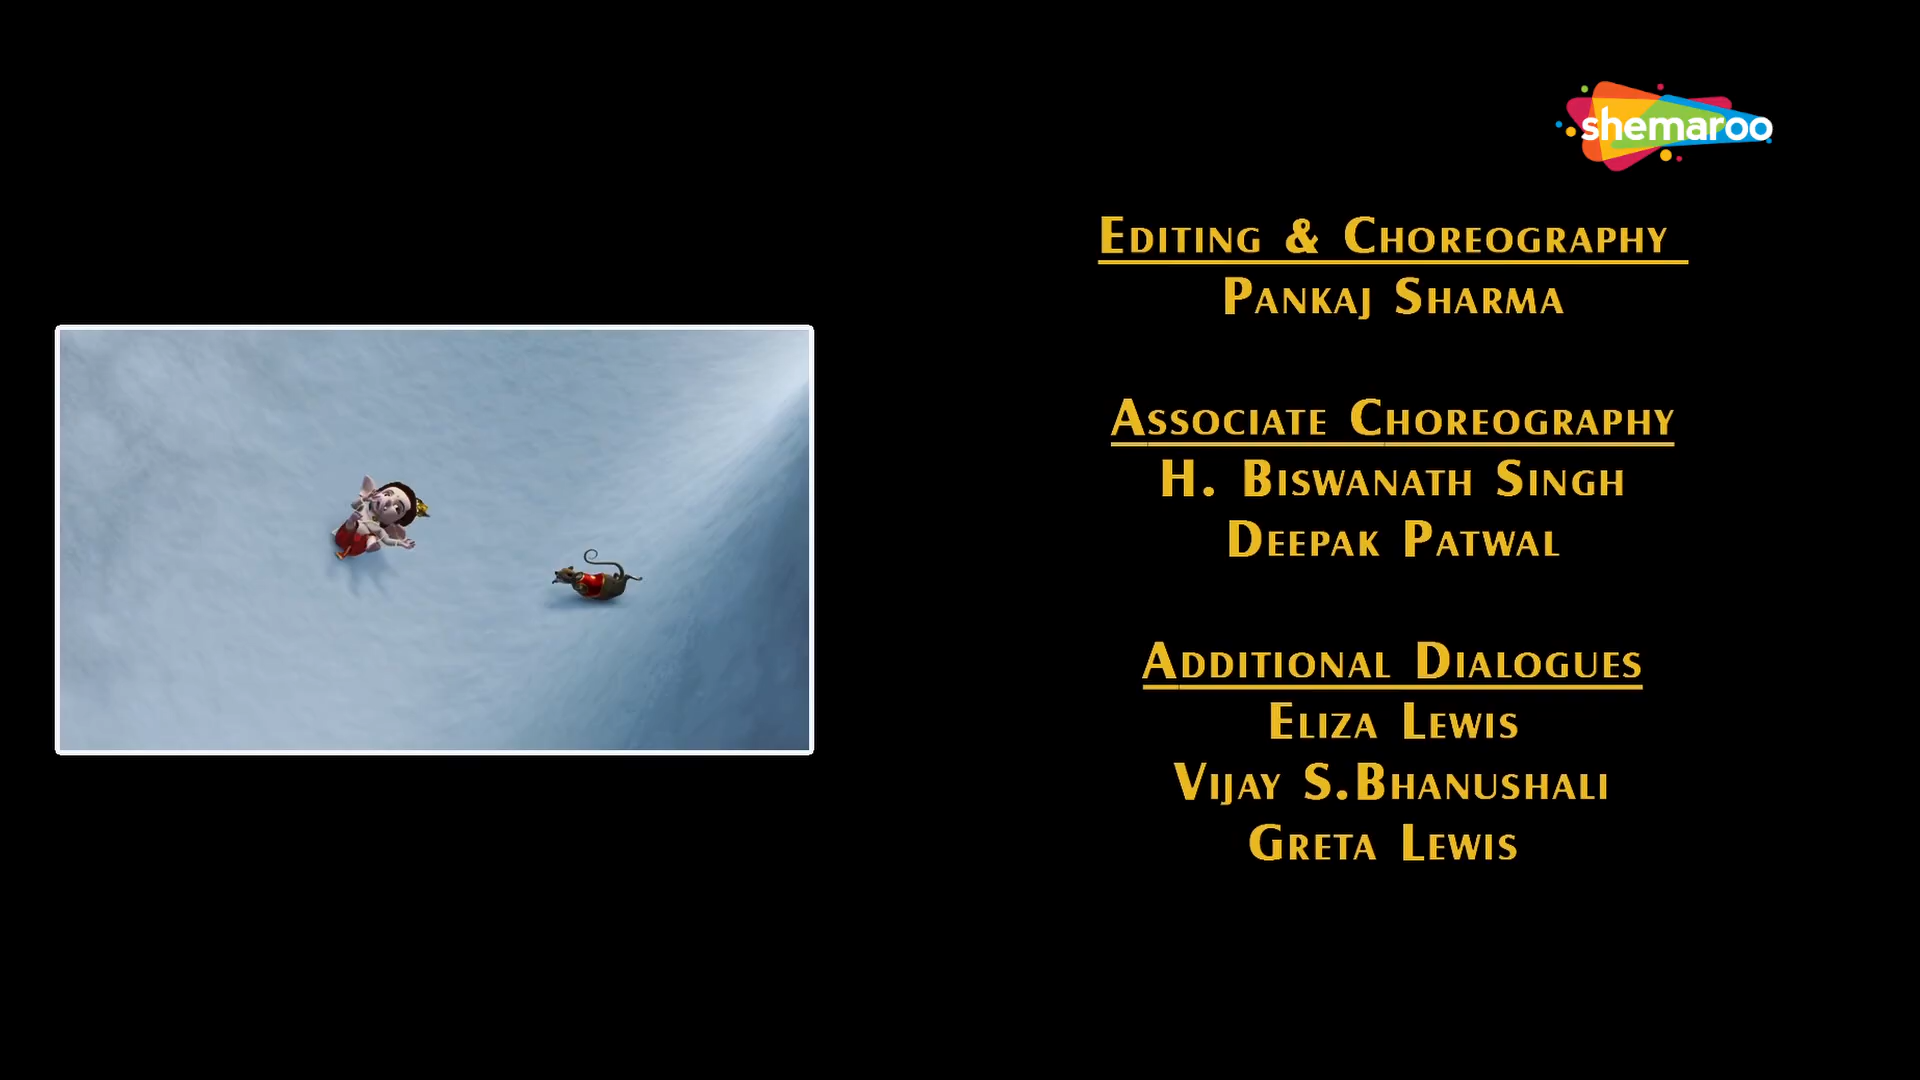 shemaroo
Editing & Choreography
Pankaj Sharma
Associate Choreography
H. Biswanath Singh
Deepak Patwal
Additional Dialogues
Eliza Lewis
Vijay S.Bhanushali
Greta Lewis